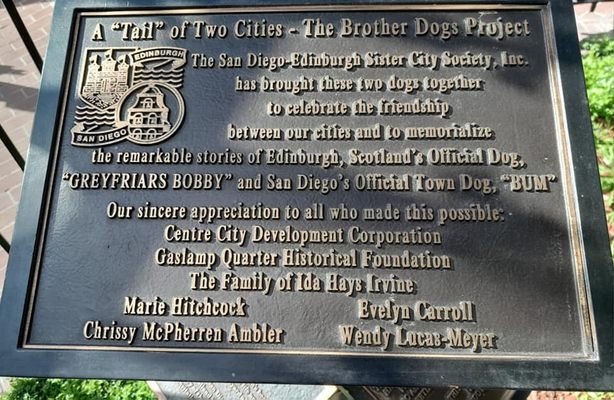 A "Tail" of Two Cities - The Brother Dogs Project
EDINBURGH
SAN DIEGO
The San Diego-Edinburgh Sister City Society, Inc.
has brought these two dogs together
to celebrate the friendship
between our cities and to memorialize
the remarkable stories of Edinburgh, Scotland's Official Dog,
"GREYFRIARS BOBBY" and San Diego's Official Town Dog, "BUM"
Our sincere appreciation to all who made this possible:
Centre City Development Corporation
Gaslamp Quarter Historical Foundation
The Family of Ida Hays Irvine
Marie Hitchcock Evelyn Carroll
Chrissy McPherren Ambler Wendy Lucas-Meyer